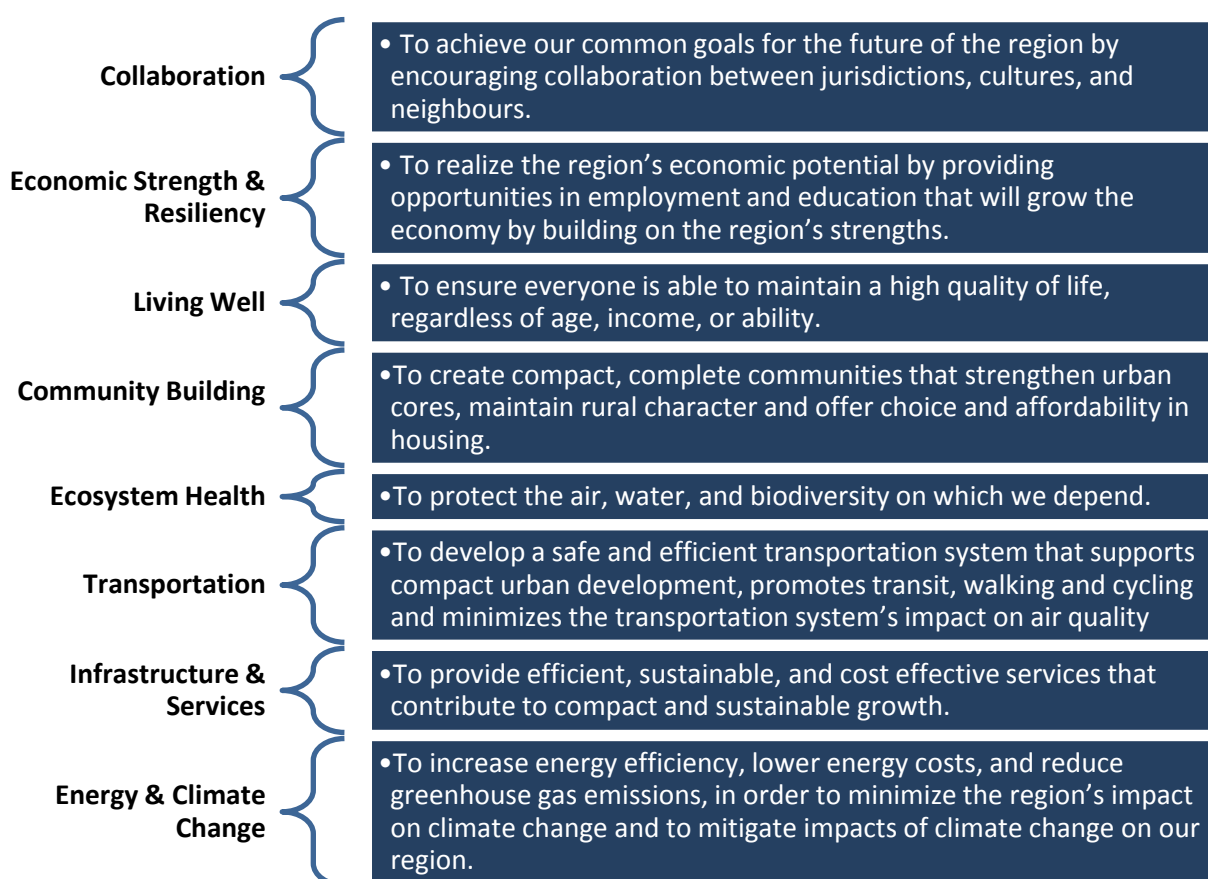 Collaboration
• To achieve our common goals for the future of the region by
encouraging collaboration between jurisdictions, cultures, and
neighbours.
Economic Strength &
Resiliency
• To realize the region’s economic potential by providing
opportunities in employment and education that will grow the
economy by building on the region’s strengths.
Living Well
• To ensure everyone is able to maintain a high quality of life,
regardless of age, income, or ability.
Community Building
•To create compact, complete communities that strengthen urban
cores, maintain rural character and offer choice and affordability in
housing.
Ecosystem Health
•To protect the air, water, and biodiversity on which we depend.
Transportation
•To develop a safe and efficient transportation system that supports
compact urban development, promotes transit, walking and cycling
and minimizes the transportation system’s impact on air quality
Infrastructure &
Services
•To provide efficient, sustainable, and cost effective services that
contribute to compact and sustainable growth.
Energy & Climate
Change
•To increase energy efficiency, lower energy costs, and reduce
greenhouse gas emissions, in order to minimize the region’s impact
on climate change and to mitigate impacts of climate change on our
region.